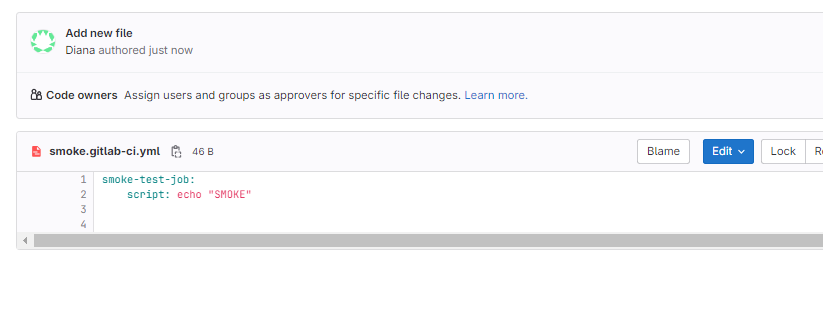 Add new file
Diana authored just now
Code owners Assign users and groups as approvers for specific file changes. Learn more.
smoke.gitlab-ci.yml 46 B Blame Edit Lock Re
1 smoke-test-job:
2 script: echo "SMOKE"
3
4